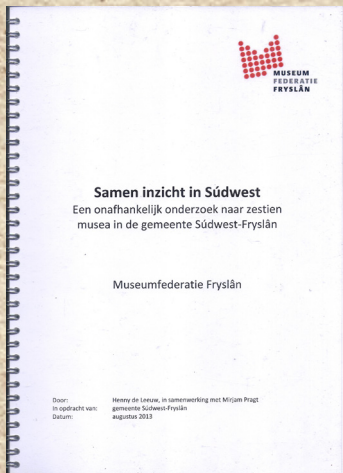 MUSEUM
FEDERATIE
FRYSLÂN
Samen inzicht in Súdwest
Een onafhankelijk onderzoek naar zestien
musea in de gemeente Súdwest-Fryslân
Museumfederatie Fryslân
Door: Henny de Leeuw, in samenwerking met Mirjam Pragt
In opdracht van: gemeente Súdwest-Fryslân
Datum: augustus 2013